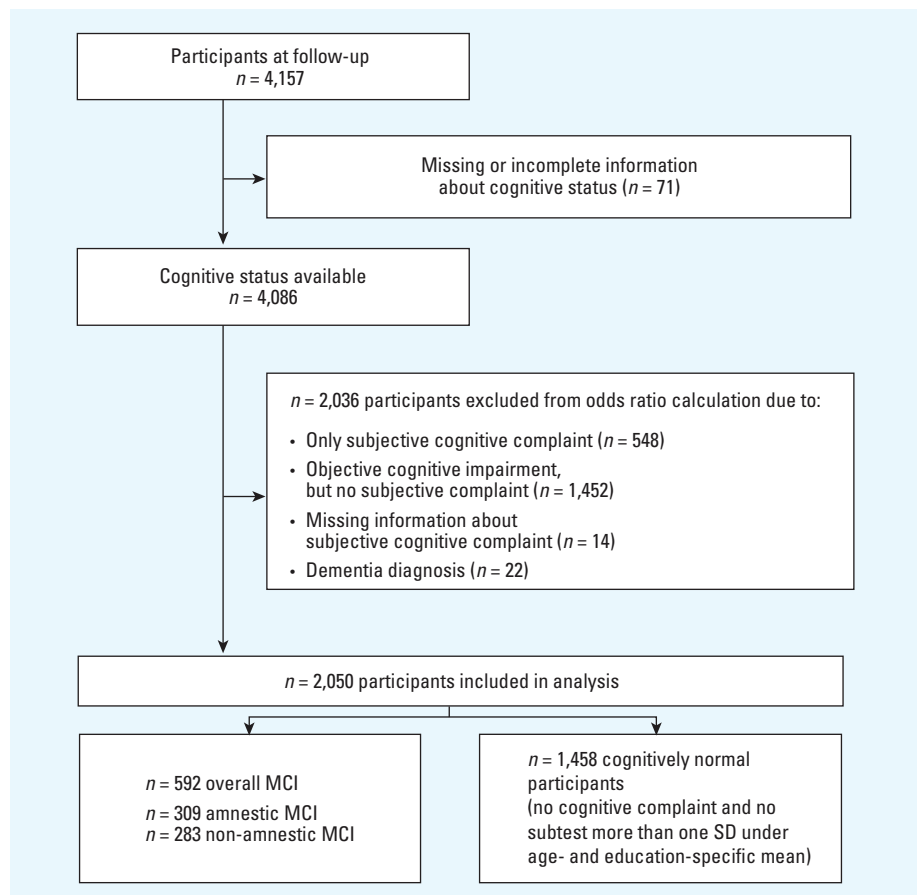 Participants at follow-up
n = 4,157
Missing or incomplete information
about cognitive status (n = 71)
Cognitive status available
n = 4,086
n = 2,036 participants excluded from odds ratio calculation due to:
• Only subjective cognitive complaint (n = 548)
• Objective cognitive impairment,
but no subjective complaint (n = 1,452)
• Missing information about
subjective cognitive complaint (n = 14)
• Dementia diagnosis (n = 22)
n = 2,050 participants included in analysis
n = 592 overall MCI
n = 309 amnestic MCI
n = 283 non-amnestic MCI
n = 1,458 cognitively normal
participants
(no cognitive complaint and no
subtest more than one SD under
age- and education-specific mean)